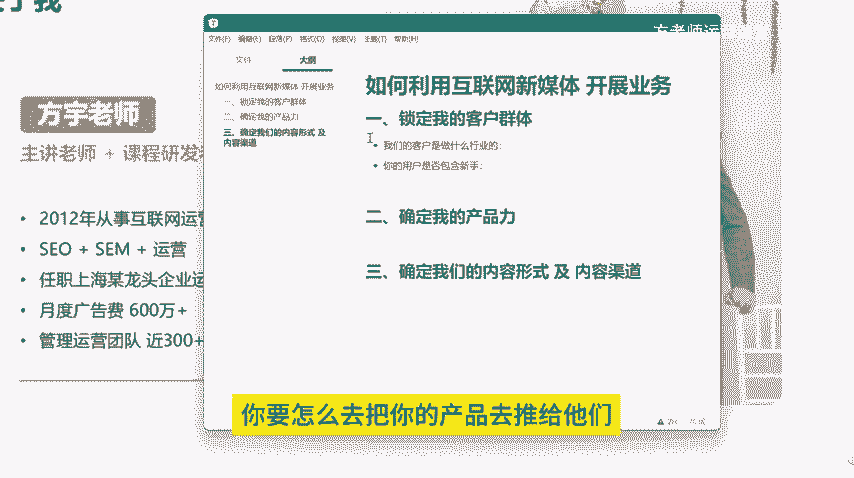 方宇老师
主讲老师 + 课程研发
• 2012年从事互联网运营
• SEO + SEM + 运营
• 任职上海某龙头企业运
• 月度广告费 600万+
• 管理运营团队 近300+
方老师运
文件(F) 编辑(E) 段落(P) 格式(O) 视图(V) 主题(T) 帮助(H)
文件 大纲
如何利用互联网新媒体 开展业务
一、锁定我的客户群体
二、确定我的产品力
三、确定我们的内容形式 及
内容渠道
如何利用互联网新媒体 开展业务
一、锁定我的客户群体
• 我们的客户是做什么行业的:
• 你的用户是否包含新手:
二、确定我的产品力
三、确定我们的内容形式 及 内容渠道
你要怎么去把你的产品去推给他们